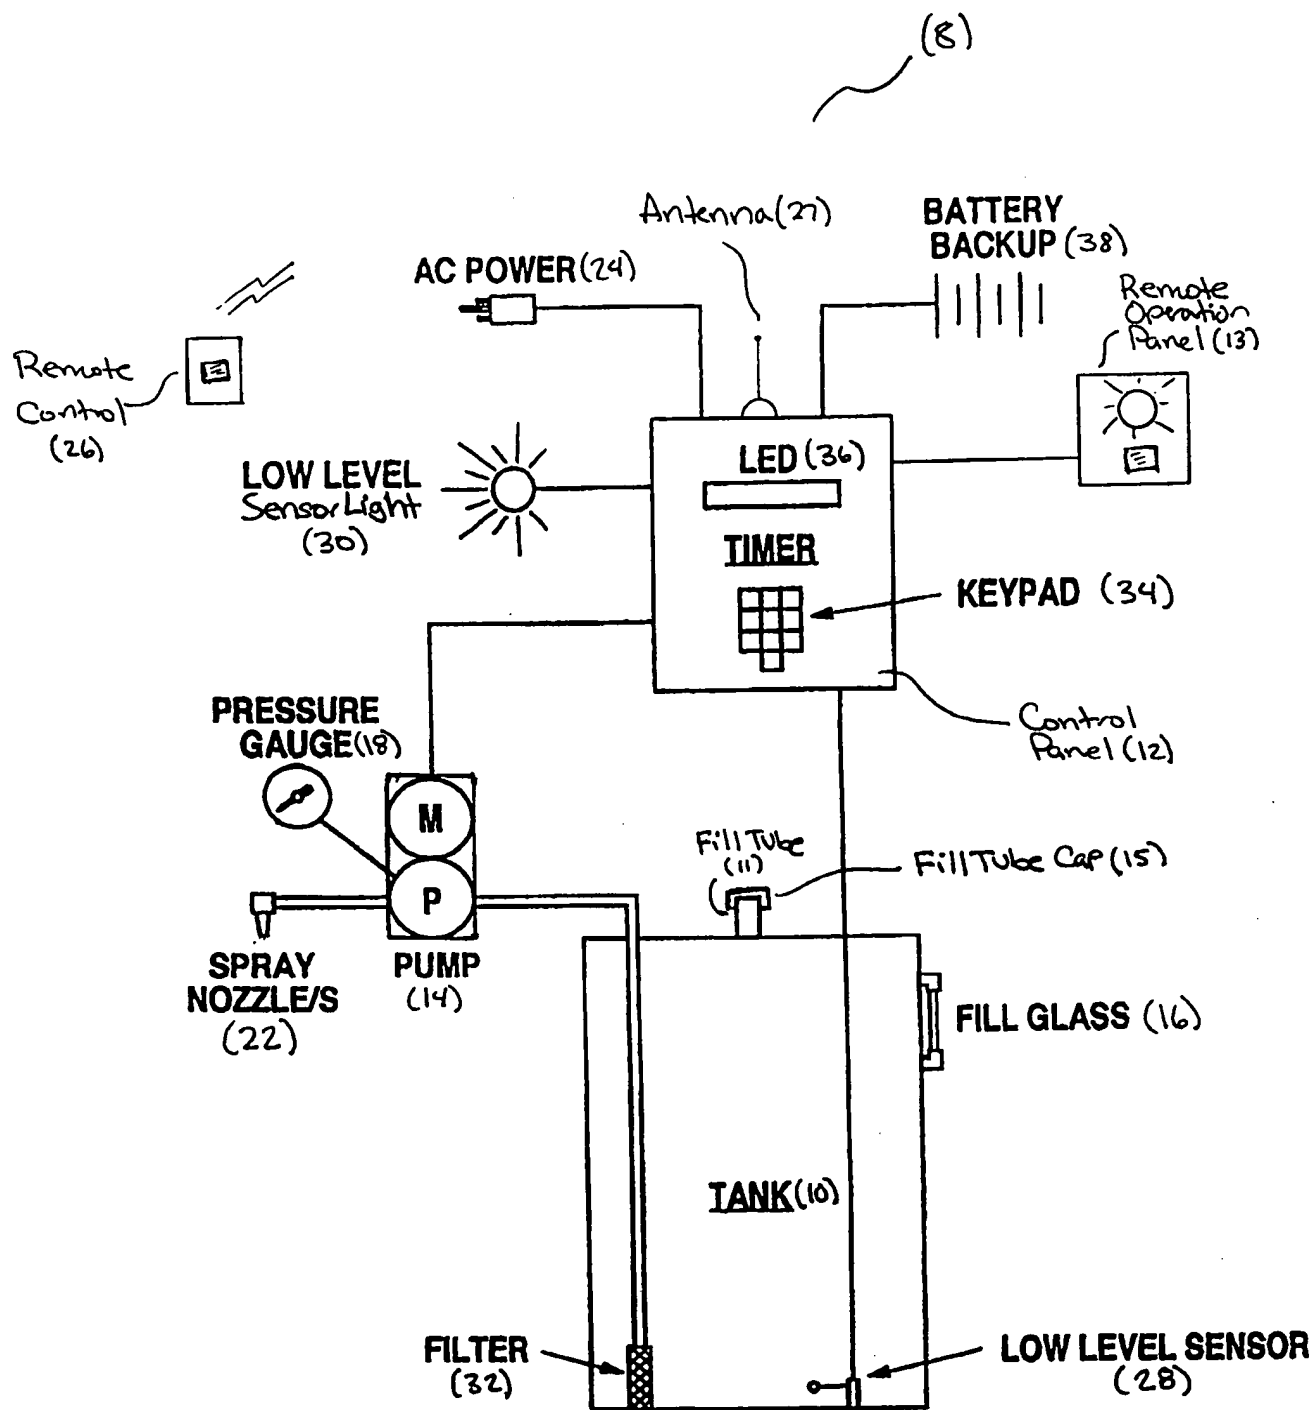 (8)
Antenna (27)
BATTERY
BACKUP (38)
AC POWER (24)
Remote
Operation
Panel (13)
Remote
Control
(26)
LED (36)
LOW LEVEL
Sensor Light
(30)
TIMER
KEYPAD (34)
PRESSURE
GAUGE (18)
Control
Panel (12)
M
Fill Tube
(11)
Fill Tube Cap (15)
P
SPRAY
NOZZLE/S
(22)
PUMP
(14)
FILL GLASS (16)
TANK (10)
FILTER
(32)
LOW LEVEL SENSOR
(28)